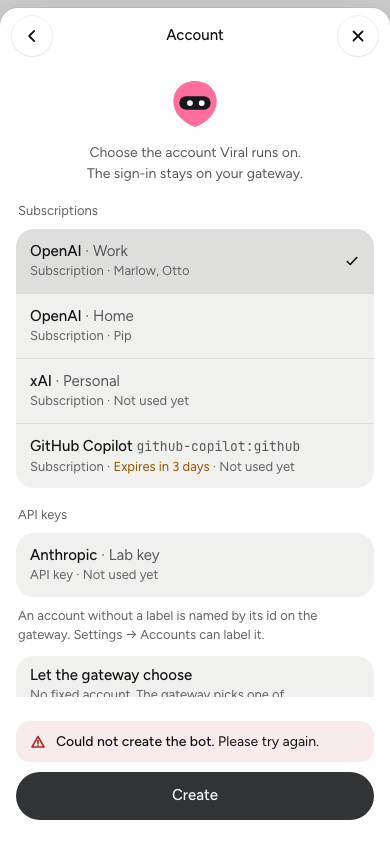 Account
Choose the account Viral runs on.
The sign-in stays on your gateway.
Subscriptions
OpenAI · Work
Subscription · Marlow, Otto
OpenAI · Home
Subscription · Pip
xAI · Personal
Subscription · Not used yet
GitHub Copilot github-copilot:github
Subscription · Expires in 3 days · Not used yet
API keys
Anthropic · Lab key
API key · Not used yet
An account without a label is named by its id on the
gateway. Settings → Accounts can label it.
Let the gateway choose
No fixed account. The gateway picks one of
Could not create the bot. Please try again.
Create